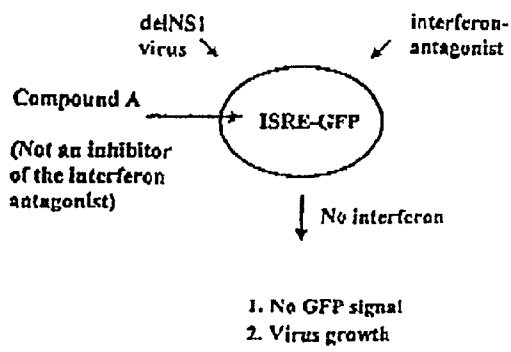 delNS1
virus
interferon-
antagonist
Compound A
ISRE-GFP
(Not an inhibitor
of the interferon
antagonist)
No interferon
1. No GFP signal
2. Virus growth